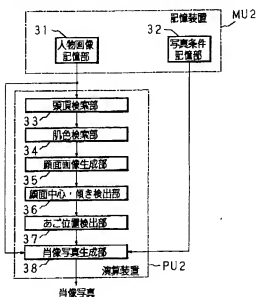 記憶装置
MU2
31
人物画像
記憶部
32
写真条件
記憶部
頭頂検索部
33
肌色検索部
34
顔面画像生成部
35
顔面中心・傾き検出部
36
あご位置検出部
37
肖像写真生成部
38
演算装置
PU2
肖像写真